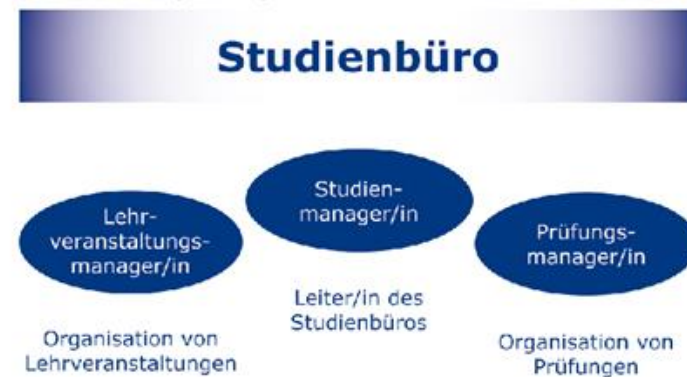 Studienbüro
Lehr-
veranstaltungs-
manager/in
Organisation von
Lehrveranstaltungen
Studien-
manager/in
Leiter/in des
Studienbüros
Prüfungs-
manager/in
Organisation von
Prüfungen